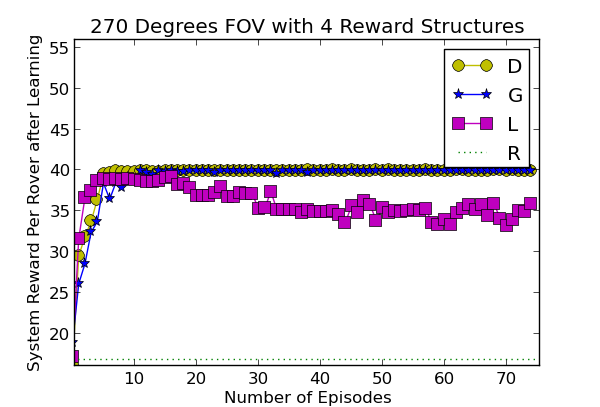 270 Degrees FOV with 4 Reward Structures
System Reward Per Rover after Learning
55
50
45
40
35
30
25
20
D
G
L
R
10 20 30 40 50 60 70
Number of Episodes